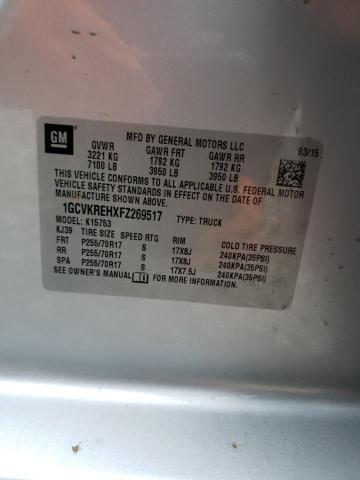 GM
MFD BY GENERAL MOTORS LLC
03/15
GVWR GAWR FRT GAWR RR
3221 KG 1792 KG 1792 KG
7100 LB 3950 LB 3950 LB
THIS VEHICLE CONFORMS TO ALL APPLICABLE U.S. FEDERAL MOTOR
VEHICLE SAFETY STANDARDS IN EFFECT ON THE
DATE OF MANUFACTURE SHOWN ABOVE.
1GCVKREHXFZ269517 TYPE: TRUCK
MODEL: K15753
KJ39 TIRE SIZE SPEED RTG RIM COLD TIRE PRESSURE
FRT P255/70R17 S 17X8J 240KPA(35PSI)
RR P255/70R17 S 17X8J 240KPA(35PSI)
SPA P255/70R17 S 17X7.5J 240KPA(35PSI)
SEE OWNER'S MANUAL FOR MORE INFORMATION.